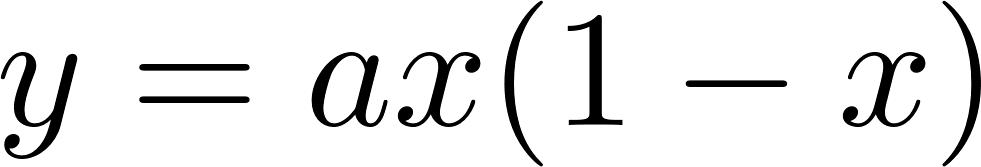 y = ax(1 − x)